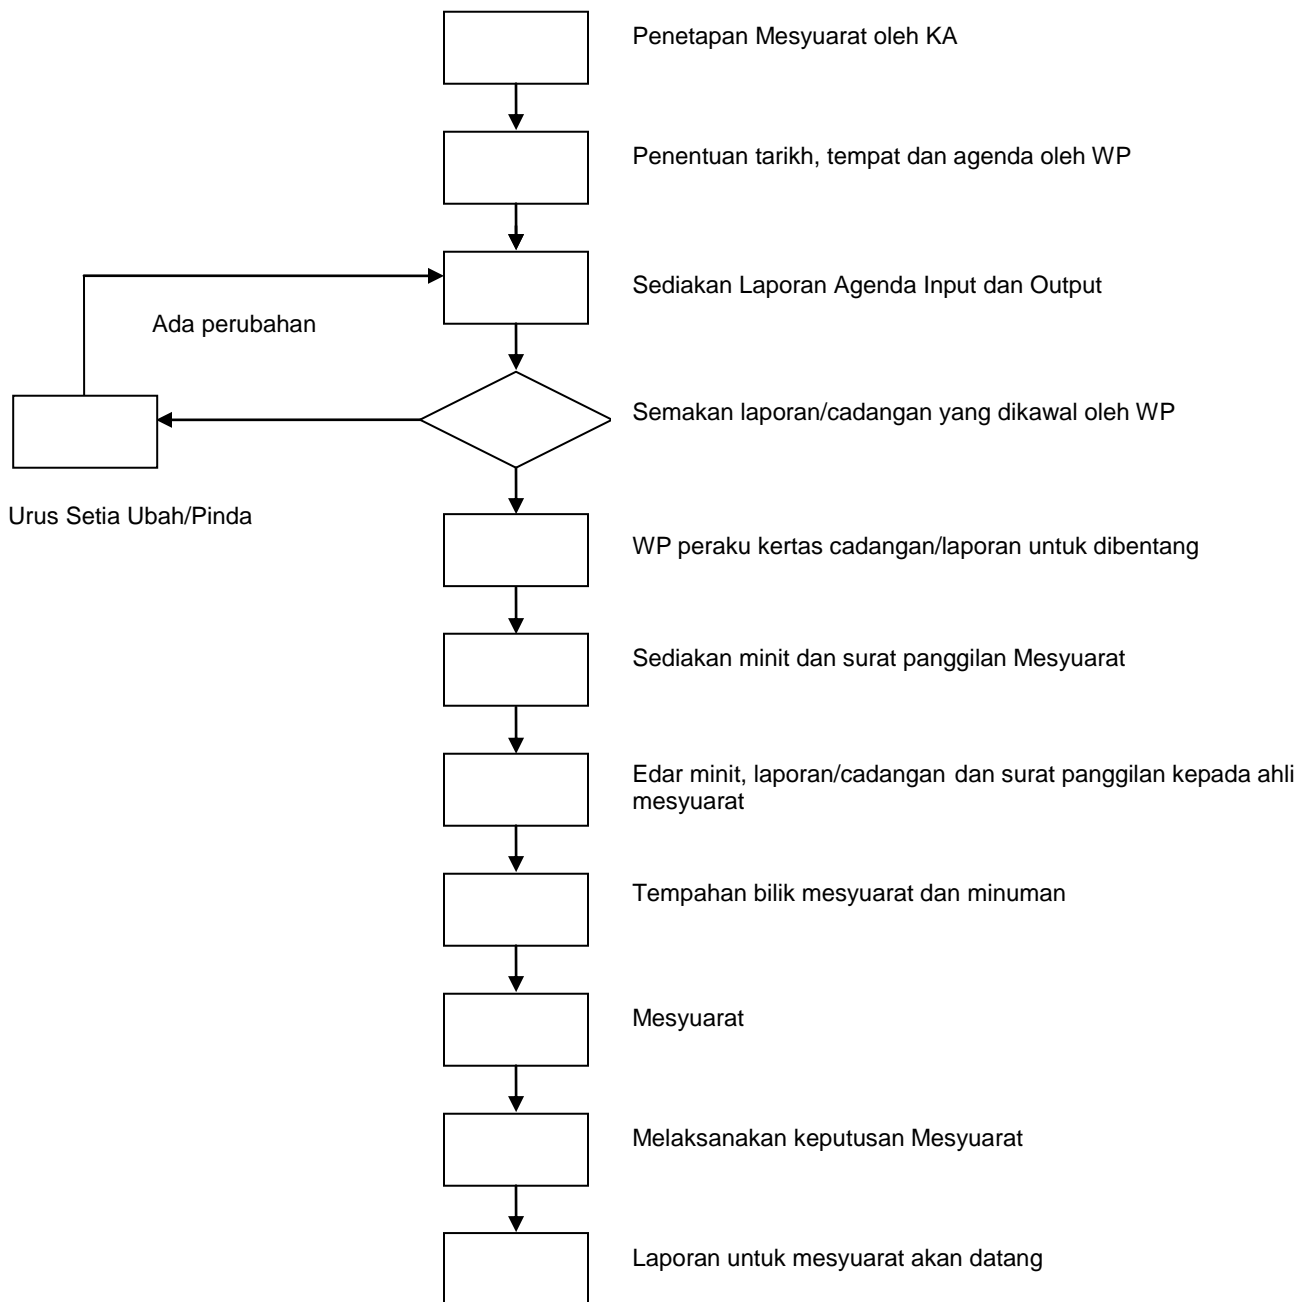 Penetapan Mesyuarat oleh KA
Penentuan tarikh, tempat dan agenda oleh WP
Sediakan Laporan Agenda Input dan Output
Ada perubahan
Semakan laporan/cadangan yang dikawal oleh WP
Urus Setia Ubah/Pinda
WP peraku kertas cadangan/laporan untuk dibentang
Sediakan minit dan surat panggilan Mesyuarat
Edar minit, laporan/cadangan dan surat panggilan kepada ahli
mesyuarat
Tempahan bilik mesyuarat dan minuman
Mesyuarat
Melaksanakan keputusan Mesyuarat
Laporan untuk mesyuarat akan datang